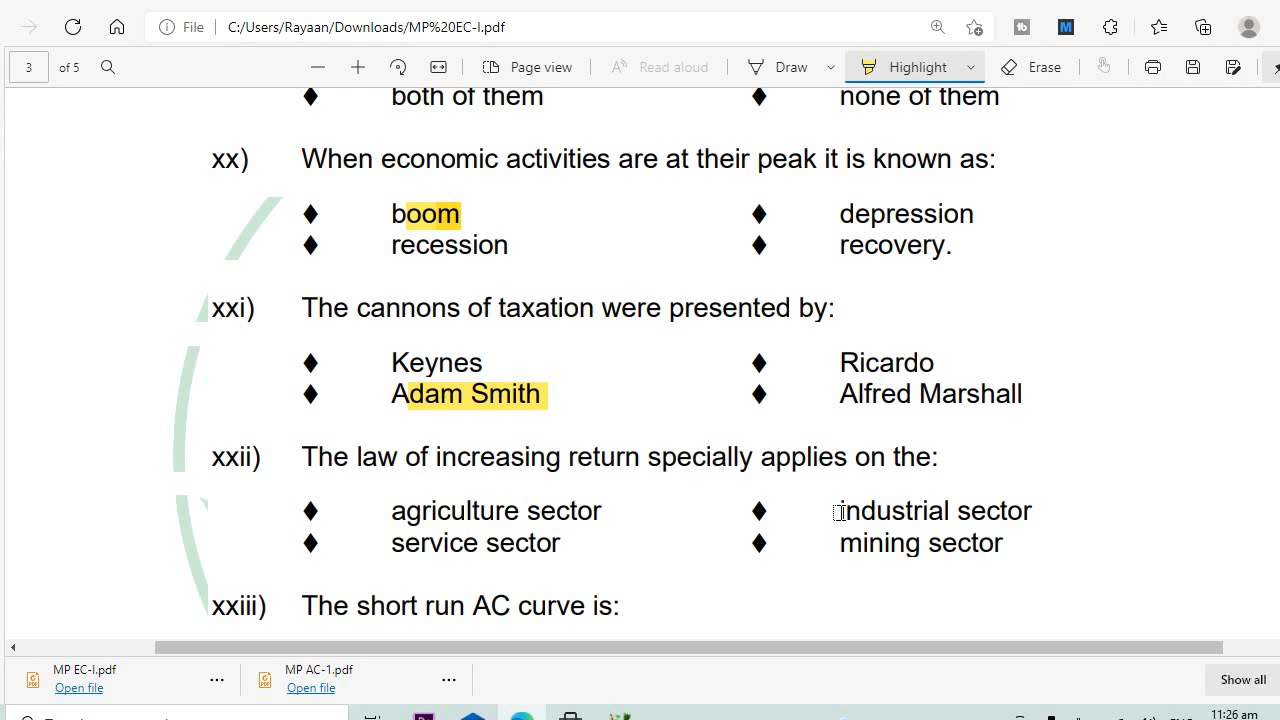 File C:/Users/Rayaan/Downloads/MP%20EC-I.pdf
3 of 5 Page view Read aloud Draw Highlight Erase
♦ both of them ♦ none of them
xx) When economic activities are at their peak it is known as:
♦ boom ♦ depression
♦ recession ♦ recovery.
xxi) The cannons of taxation were presented by:
♦ Keynes ♦ Ricardo
♦ Adam Smith ♦ Alfred Marshall
xxii) The law of increasing return specially applies on the:
♦ agriculture sector ♦ industrial sector
♦ service sector ♦ mining sector
xxiii) The short run AC curve is:
MP EC-I.pdf MP AC-1.pdf
Open file Open file Show all
11:26 am